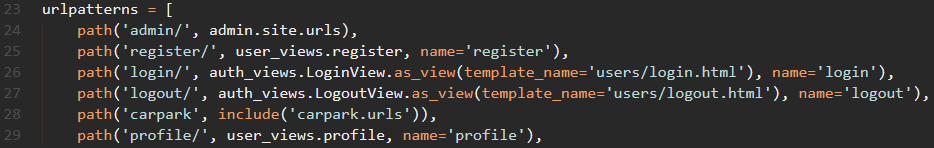 23 urlpatterns = [
24     path('admin/', admin.site.urls),
25     path('register/', user_views.register, name='register'),
26     path('login/', auth_views.LoginView.as_view(template_name='users/login.html'), name='login'),
27     path('logout/', auth_views.LogoutView.as_view(template_name='users/logout.html'), name='logout'),
28     path('carpark', include('carpark.urls')),
29     path('profile/', user_views.profile, name='profile'),